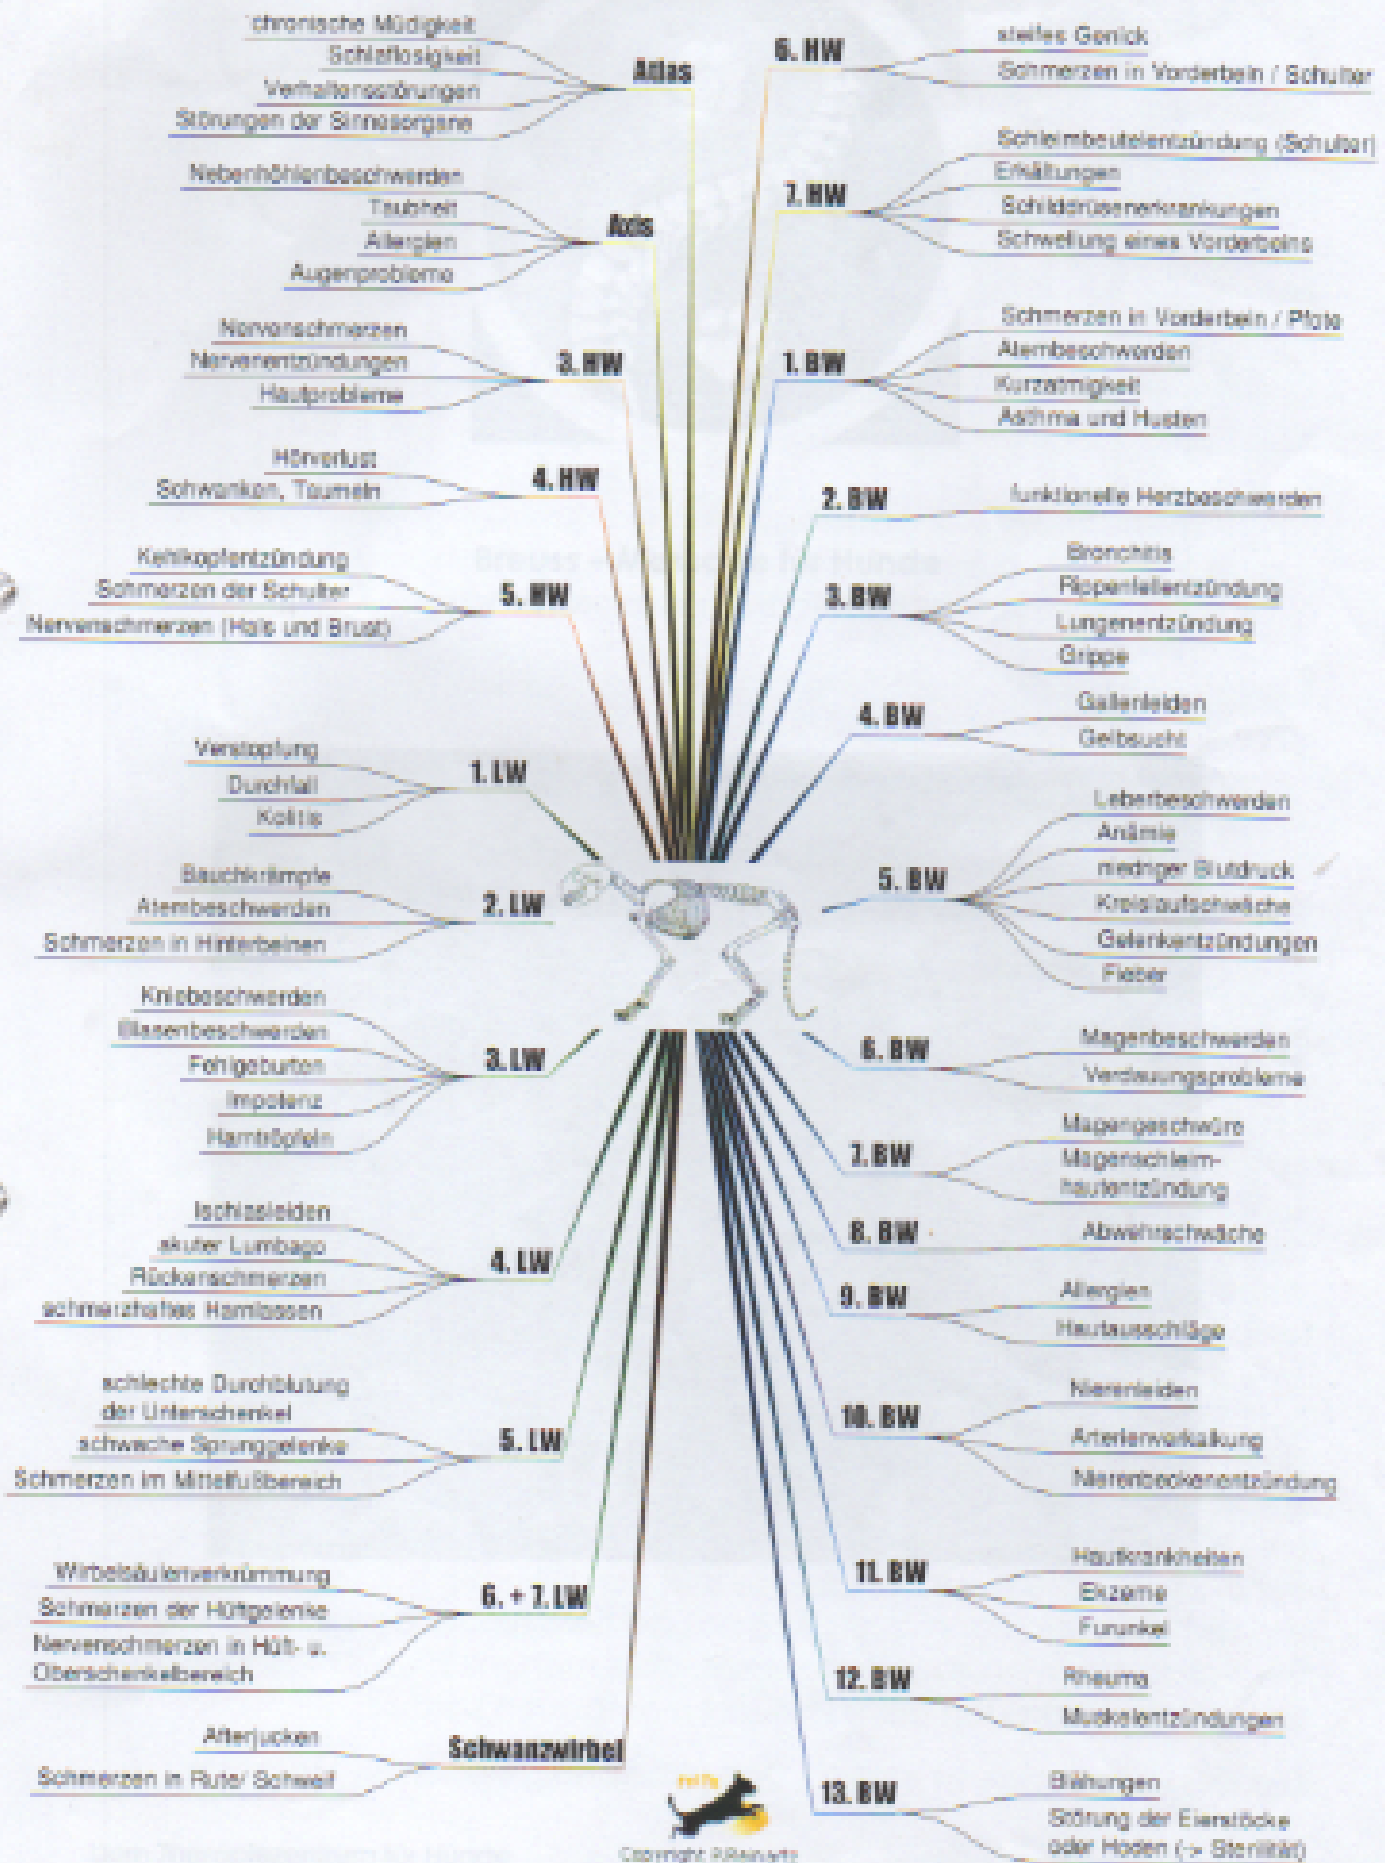 chronische Müdigkeit
Schlaflosigkeit
Verhaltensstörungen
Störungen der Sinnesorgane
Atlas
Nebenhöhlenbeschwerden
Taubheit
Allergien
Augenprobleme
Axis
Nervenschmerzen
Nervenentzündungen
Hautprobleme
3. HW
Hörverlust
Schwanken, Taumeln
4. HW
Kehlkopfentzündung
Schmerzen der Schulter
Nervenschmerzen (Hals und Brust)
5. HW
Verstopfung
Durchfall
Kolitis
1. LW
Bauchkrämpfe
Atembeschwerden
Schmerzen in Hinterbeinen
2. LW
Kniebeschwerden
Blasenbeschwerden
Fehlgeburten
Impotenz
Harntröpfeln
3. LW
Ischiasleiden
akuter Lumbago
Rückenschmerzen
schmerzhaftes Harnlassen
4. LW
schlechte Durchblutung
der Unterschenkel
schwache Sprunggelenke
Schmerzen im Mittelfußbereich
5. LW
Wirbelsäulenverkrümmung
Schmerzen der Hüftgelenke
Nervenschmerzen in Hüft- u.
Oberschenkelbereich
6. + 7. LW
Afterjucken
Schmerzen in Rute/ Schweif
Schwanzwirbel
6. HW
steifes Genick
Schmerzen in Vorderbein / Schulter
7. HW
Schleimbeutelentzündung (Schulter)
Erkältungen
Schilddrüsenerkrankungen
Schwellung eines Vorderbeins
1. BW
Schmerzen in Vorderbein / Pfote
Atembeschwerden
Kurzatmigkeit
Asthma und Husten
2. BW
funktionelle Herzbeschwerden
3. BW
Bronchitis
Rippenfellentzündung
Lungenentzündung
Grippe
4. BW
Gallenleiden
Gelbsucht
5. BW
Leberbeschwerden
Anämie
niedriger Blutdruck
Kreislaufschwäche
Gelenkentzündungen
Fieber
6. BW
Magenbeschwerden
Verdauungsprobleme
7. BW
Magengeschwüre
Magenschleim-
hautentzündung
8. BW
Abwehrschwäche
9. BW
Allergien
Hautausschläge
10. BW
Nierenleiden
Arterienverkalkung
Nierenbeckenentzündung
11. BW
Hautkrankheiten
Ekzeme
Furunkel
12. BW
Rheuma
Muskelentzündungen
13. BW
Blähungen
Störung der Eierstöcke
oder Hoden (-> Sterilität)
Copyright